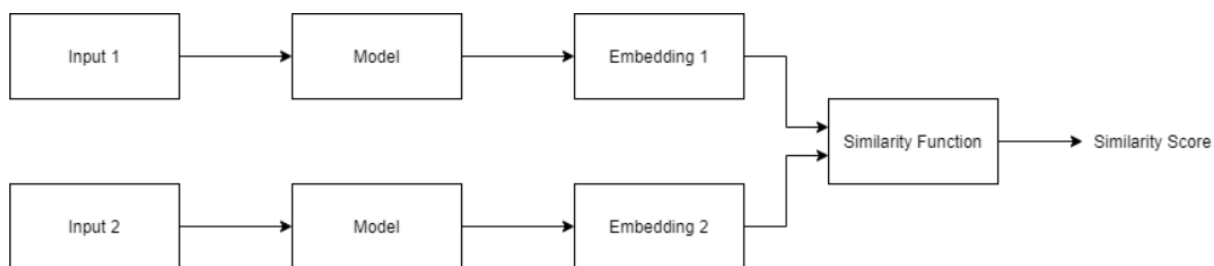 Input 1
Model
Embedding 1
Similarity Function
Similarity Score
Input 2
Model
Embedding 2